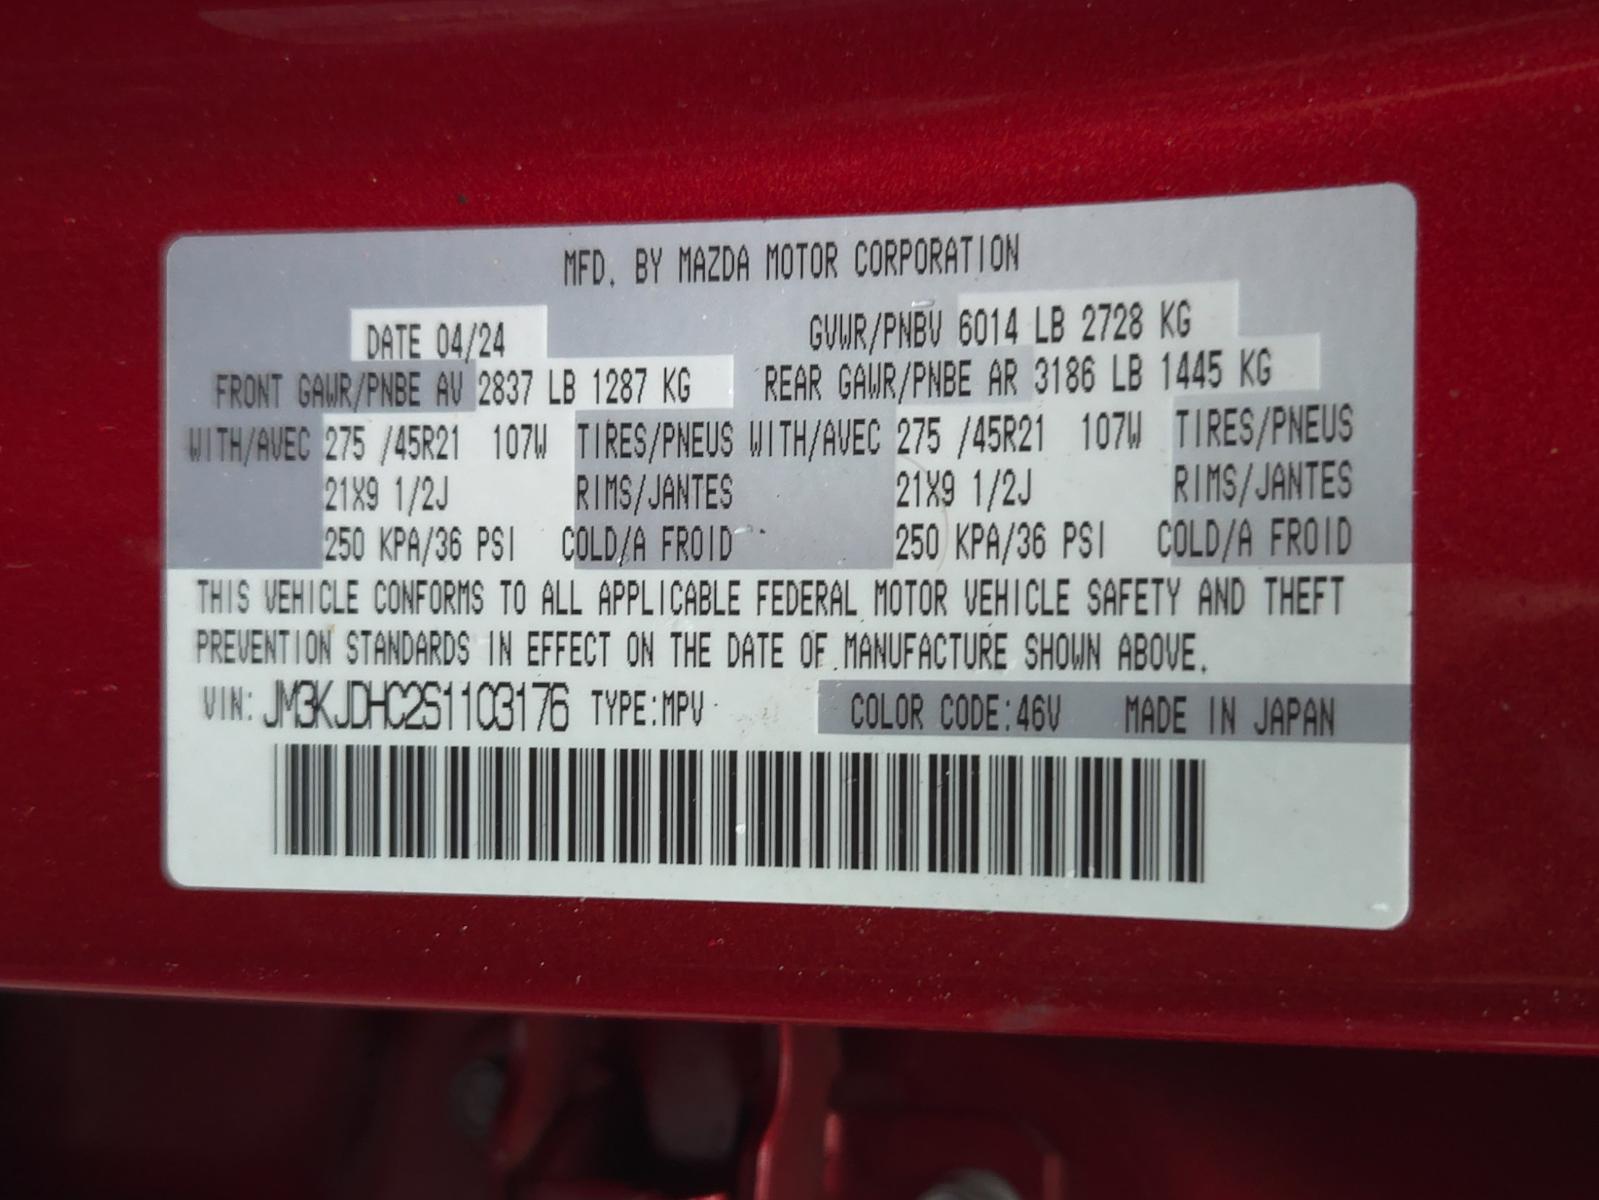 MFD. BY MAZDA MOTOR CORPORATION
DATE 04/24 GVWR/PNBV 6014 LB 2728 KG
FRONT GAWR/PNBE AV 2837 LB 1287 KG REAR GAWR/PNBE AR 3186 LB 1445 KG
WITH/AVEC 275 /45R21 107W TIRES/PNEUS WITH/AVEC 275 /45R21 107W TIRES/PNEUS
21X9 1/2J RIMS/JANTES 21X9 1/2J RIMS/JANTES
250 KPA/36 PSI COLD/A FROID 250 KPA/36 PSI COLD/A FROID
THIS VEHICLE CONFORMS TO ALL APPLICABLE FEDERAL MOTOR VEHICLE SAFETY AND THEFT
PREVENTION STANDARDS IN EFFECT ON THE DATE OF MANUFACTURE SHOWN ABOVE.
VIN: JM3KJDHC2S1103176 TYPE:MPV COLOR CODE:46V MADE IN JAPAN